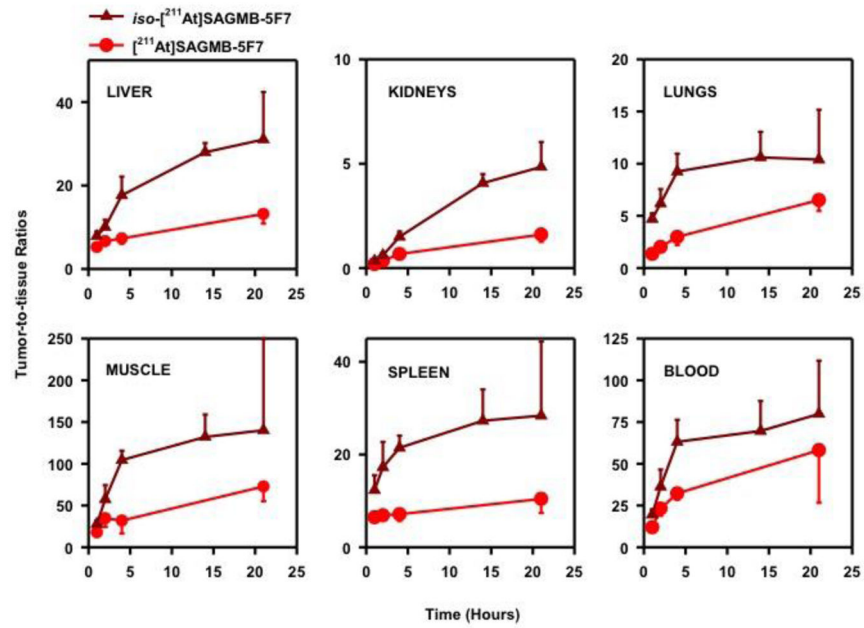 iso-[²¹¹At]SAGMB-5F7
[²¹¹At]SAGMB-5F7
Tumor-to-tissue Ratios
LIVER
40
20
0
0 5 10 15 20 25
KIDNEYS
10
5
0
0 5 10 15 20 25
LUNGS
20
15
10
5
0
0 5 10 15 20 25
MUSCLE
250
200
150
100
50
0
0 5 10 15 20 25
SPLEEN
40
20
0
0 5 10 15 20 25
BLOOD
125
100
75
50
25
0
0 5 10 15 20 25
Time (Hours)